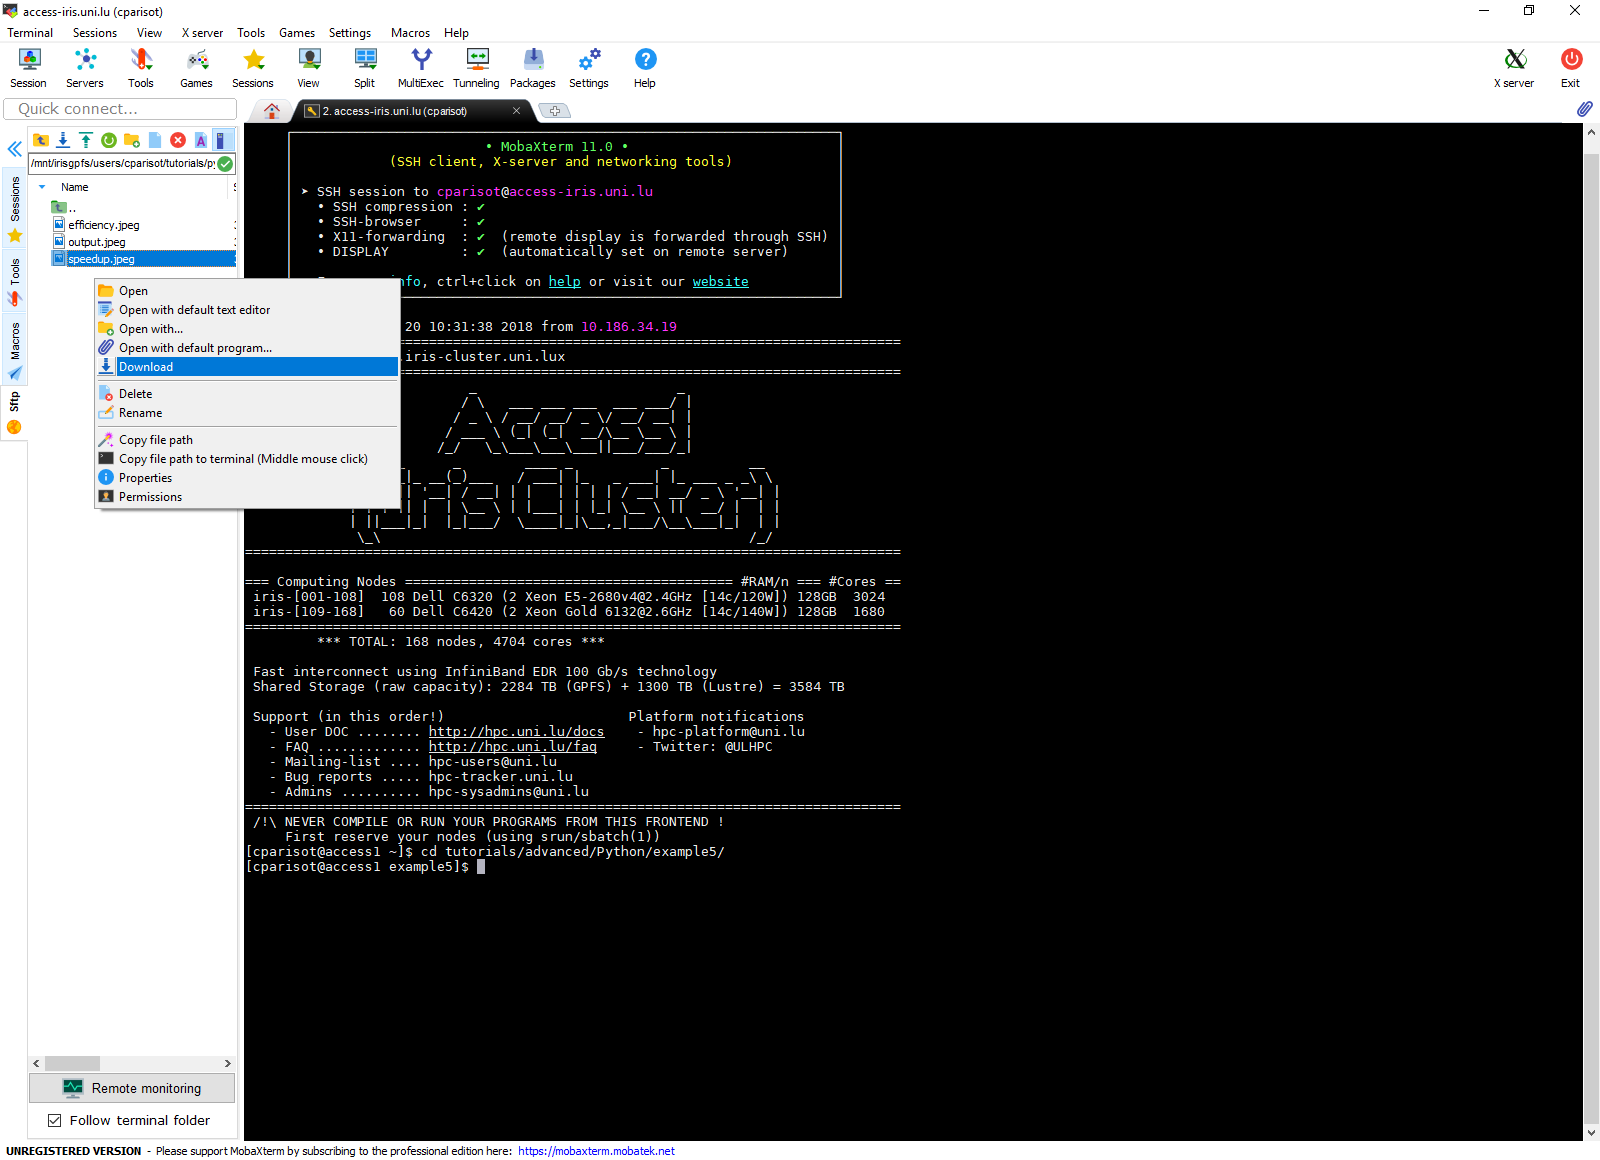 access-iris.uni.lu (cparisot)
Terminal Sessions View X server Tools Games Settings Macros Help
Session Servers Tools Games Sessions View Split MultiExec Tunneling Packages Settings Help X server Exit
Quick connect...
2. access-iris.uni.lu (cparisot)
/mnt/irisgpfs/users/cparisot/tutorials/py
Name
..
efficiency.jpeg
output.jpeg
speedup.jpeg
Sessions
Tools
Macros
Sftp
Open
Open with default text editor
Open with...
Open with default program...
Download
Delete
Rename
Copy file path
Copy file path to terminal (Middle mouse click)
Properties
Permissions
Remote monitoring
Follow terminal folder
• MobaXterm 11.0 •
(SSH client, X-server and networking tools)
➤ SSH session to cparisot@access-iris.uni.lu
• SSH compression : ✔
• SSH-browser : ✔
• X11-forwarding : ✔ (remote display is forwarded through SSH)
• DISPLAY : ✔ (automatically set on remote server)
nfo, ctrl+click on help or visit our website
20 10:31:38 2018 from 10.186.34.19
==============================================================
.iris-cluster.uni.lux
==============================================================
Access
(Iris Cluster)
==================================================================================
=== Computing Nodes ========================================= #RAM/n === #Cores ==
iris-[001-108] 108 Dell C6320 (2 Xeon E5-2680v4@2.4GHz [14c/120W]) 128GB 3024
iris-[109-168] 60 Dell C6420 (2 Xeon Gold 6132@2.6GHz [14c/140W]) 128GB 1680
==================================================================================
*** TOTAL: 168 nodes, 4704 cores ***
Fast interconnect using InfiniBand EDR 100 Gb/s technology
Shared Storage (raw capacity): 2284 TB (GPFS) + 1300 TB (Lustre) = 3584 TB
Support (in this order!) Platform notifications
- User DOC ........ http://hpc.uni.lu/docs - hpc-platform@uni.lu
- FAQ ............. http://hpc.uni.lu/faq - Twitter: @ULHPC
- Mailing-list .... hpc-users@uni.lu
- Bug reports ..... hpc-tracker.uni.lu
- Admins .......... hpc-sysadmins@uni.lu
==================================================================================
/!\ NEVER COMPILE OR RUN YOUR PROGRAMS FROM THIS FRONTEND !
First reserve your nodes (using srun/sbatch(1))
[cparisot@access1 ~]$ cd tutorials/advanced/Python/example5/
[cparisot@access1 example5]$
UNREGISTERED VERSION - Please support MobaXterm by subscribing to the professional edition here: https://mobaxterm.mobatek.net